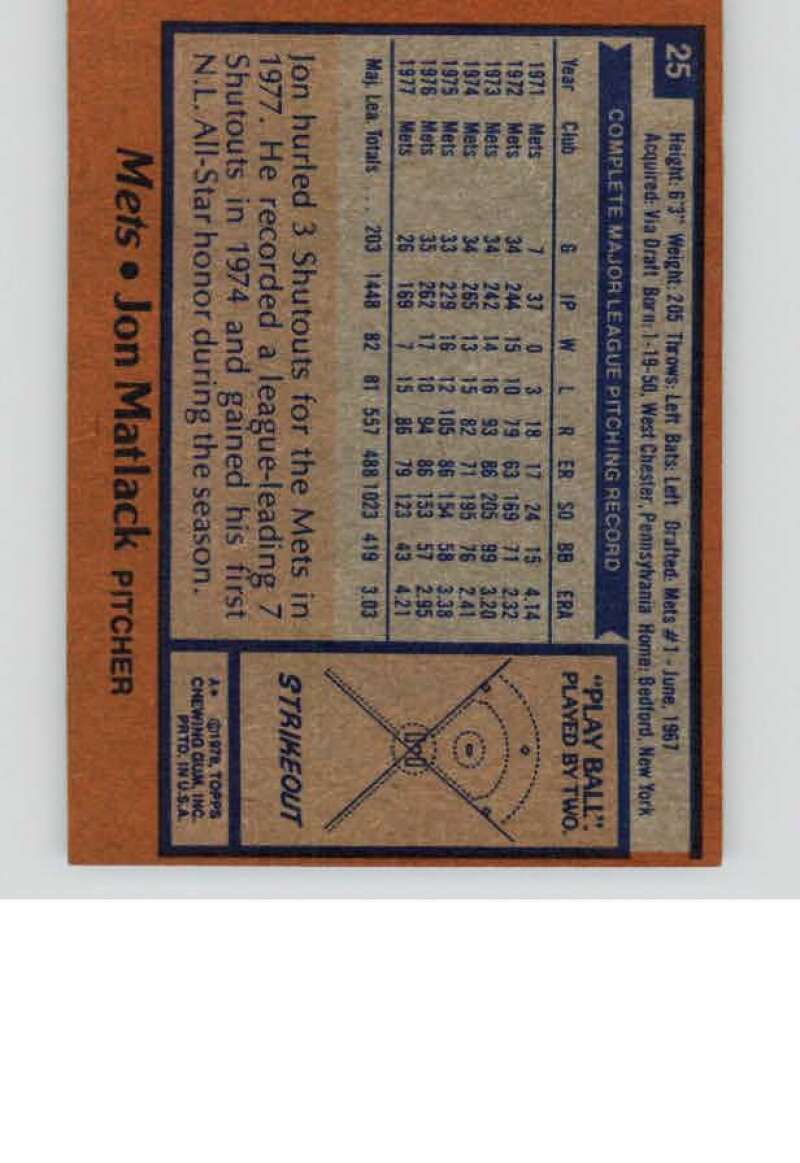 25
Height: 6'3" Weight: 205 Throws: Left Bats: Left Drafted: Mets #1 - June, 1967
Acquired: Via Draft Born: 1-19-50, West Chester, Pennsylvania Home: Bedford, New York
COMPLETE MAJOR LEAGUE PITCHING RECORD
Year Club G IP W L R ER SO BB ERA
1971 Mets 7 37 0 3 18 17 24 15 4.14
1972 Mets 34 244 15 10 79 63 169 71 2.32
1973 Mets 34 242 14 16 93 86 205 99 3.20
1974 Mets 34 265 13 15 82 71 195 76 2.41
1975 Mets 33 229 16 12 105 86 154 58 3.38
1976 Mets 35 262 17 10 94 86 153 57 2.95
1977 Mets 26 169 7 15 86 79 123 43 4.21
Maj. Lea. Totals . . . 203 1448 82 81 557 488 1023 419 3.03
Jon hurled 3 Shutouts for the Mets in
1977. He recorded a league-leading 7
Shutouts in 1974 and gained his first
N.L. All-Star honor during the season.
"PLAY BALL".
PLAYED BY TWO.
STRIKEOUT
A* ©1978, TOPPS
CHEWING GUM, INC.
PRTD. IN U.S.A.
Mets • Jon Matlack PITCHER